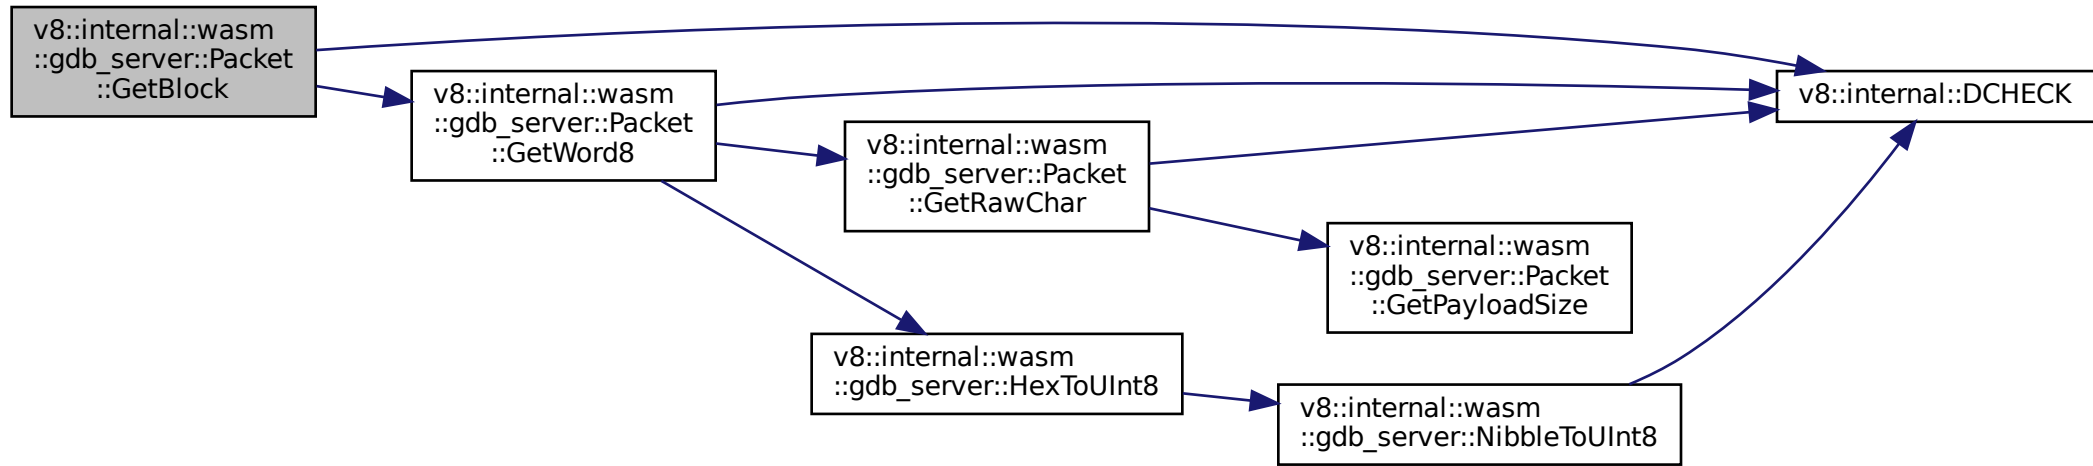 v8::internal::wasm
::gdb_server::Packet
::GetBlock
v8::internal::wasm
::gdb_server::Packet
::GetWord8
v8::internal::DCHECK
v8::internal::wasm
::gdb_server::Packet
::GetRawChar
v8::internal::wasm
::gdb_server::Packet
::GetPayloadSize
v8::internal::wasm
::gdb_server::HexToUInt8
v8::internal::wasm
::gdb_server::NibbleToUInt8